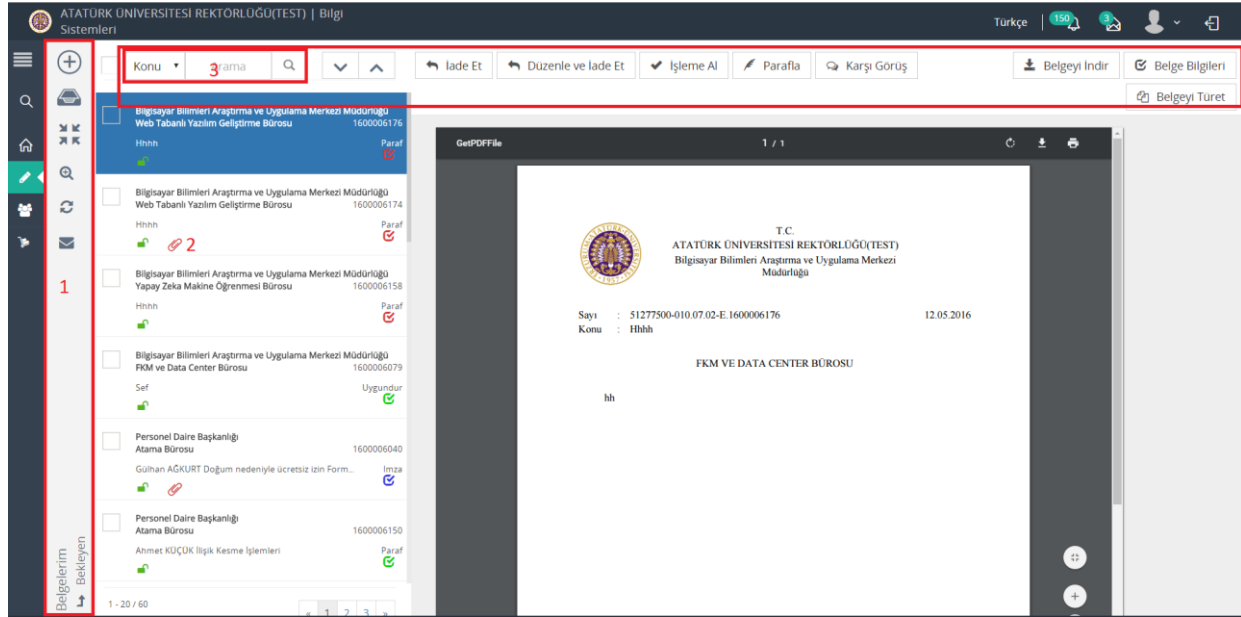 ATATÜRK ÜNİVERSİTESİ REKTÖRLÜĞÜ(TEST) | Bilgi
Sistemleri
Türkçe
150
3
Konu
arama
3
İade Et
Düzenle ve İade Et
İşleme Al
Parafla
Karşı Görüş
Belgeyi İndir
Belge Bilgileri
Belgeyi Türet
1
Belgelerim
Bekleyen
Bilgisayar Bilimleri Araştırma ve Uygulama Merkezi Müdürlüğü
Web Tabanlı Yazılım Geliştirme Bürosu 1600006176
Hhhh Paraf
Bilgisayar Bilimleri Araştırma ve Uygulama Merkezi Müdürlüğü
Web Tabanlı Yazılım Geliştirme Bürosu 1600006174
Hhhh Paraf
2
Bilgisayar Bilimleri Araştırma ve Uygulama Merkezi Müdürlüğü
Yapay Zeka Makine Öğrenmesi Bürosu 1600006158
Hhhh Paraf
Bilgisayar Bilimleri Araştırma ve Uygulama Merkezi Müdürlüğü
FKM ve Data Center Bürosu 1600006079
Sef Uygundur
Personel Daire Başkanlığı
Atama Bürosu 1600006040
Gülhan AĞKURT Doğum nedeniyle ücretsiz izin Form... Imza
Personel Daire Başkanlığı
Atama Bürosu 1600006150
Ahmet KÜÇÜK İlişik Kesme İşlemleri Paraf
1 - 20 / 60
« 1 2 3 »
GetPDFFile
1 / 1
T.C.
ATATÜRK ÜNİVERSİTESİ REKTÖRLÜĞÜ(TEST)
Bilgisayar Bilimleri Araştırma ve Uygulama Merkezi
Müdürlüğü
Sayı : 51277500-010.07.02-E.1600006176 12.05.2016
Konu : Hhhh
FKM VE DATA CENTER BÜROSU
hh